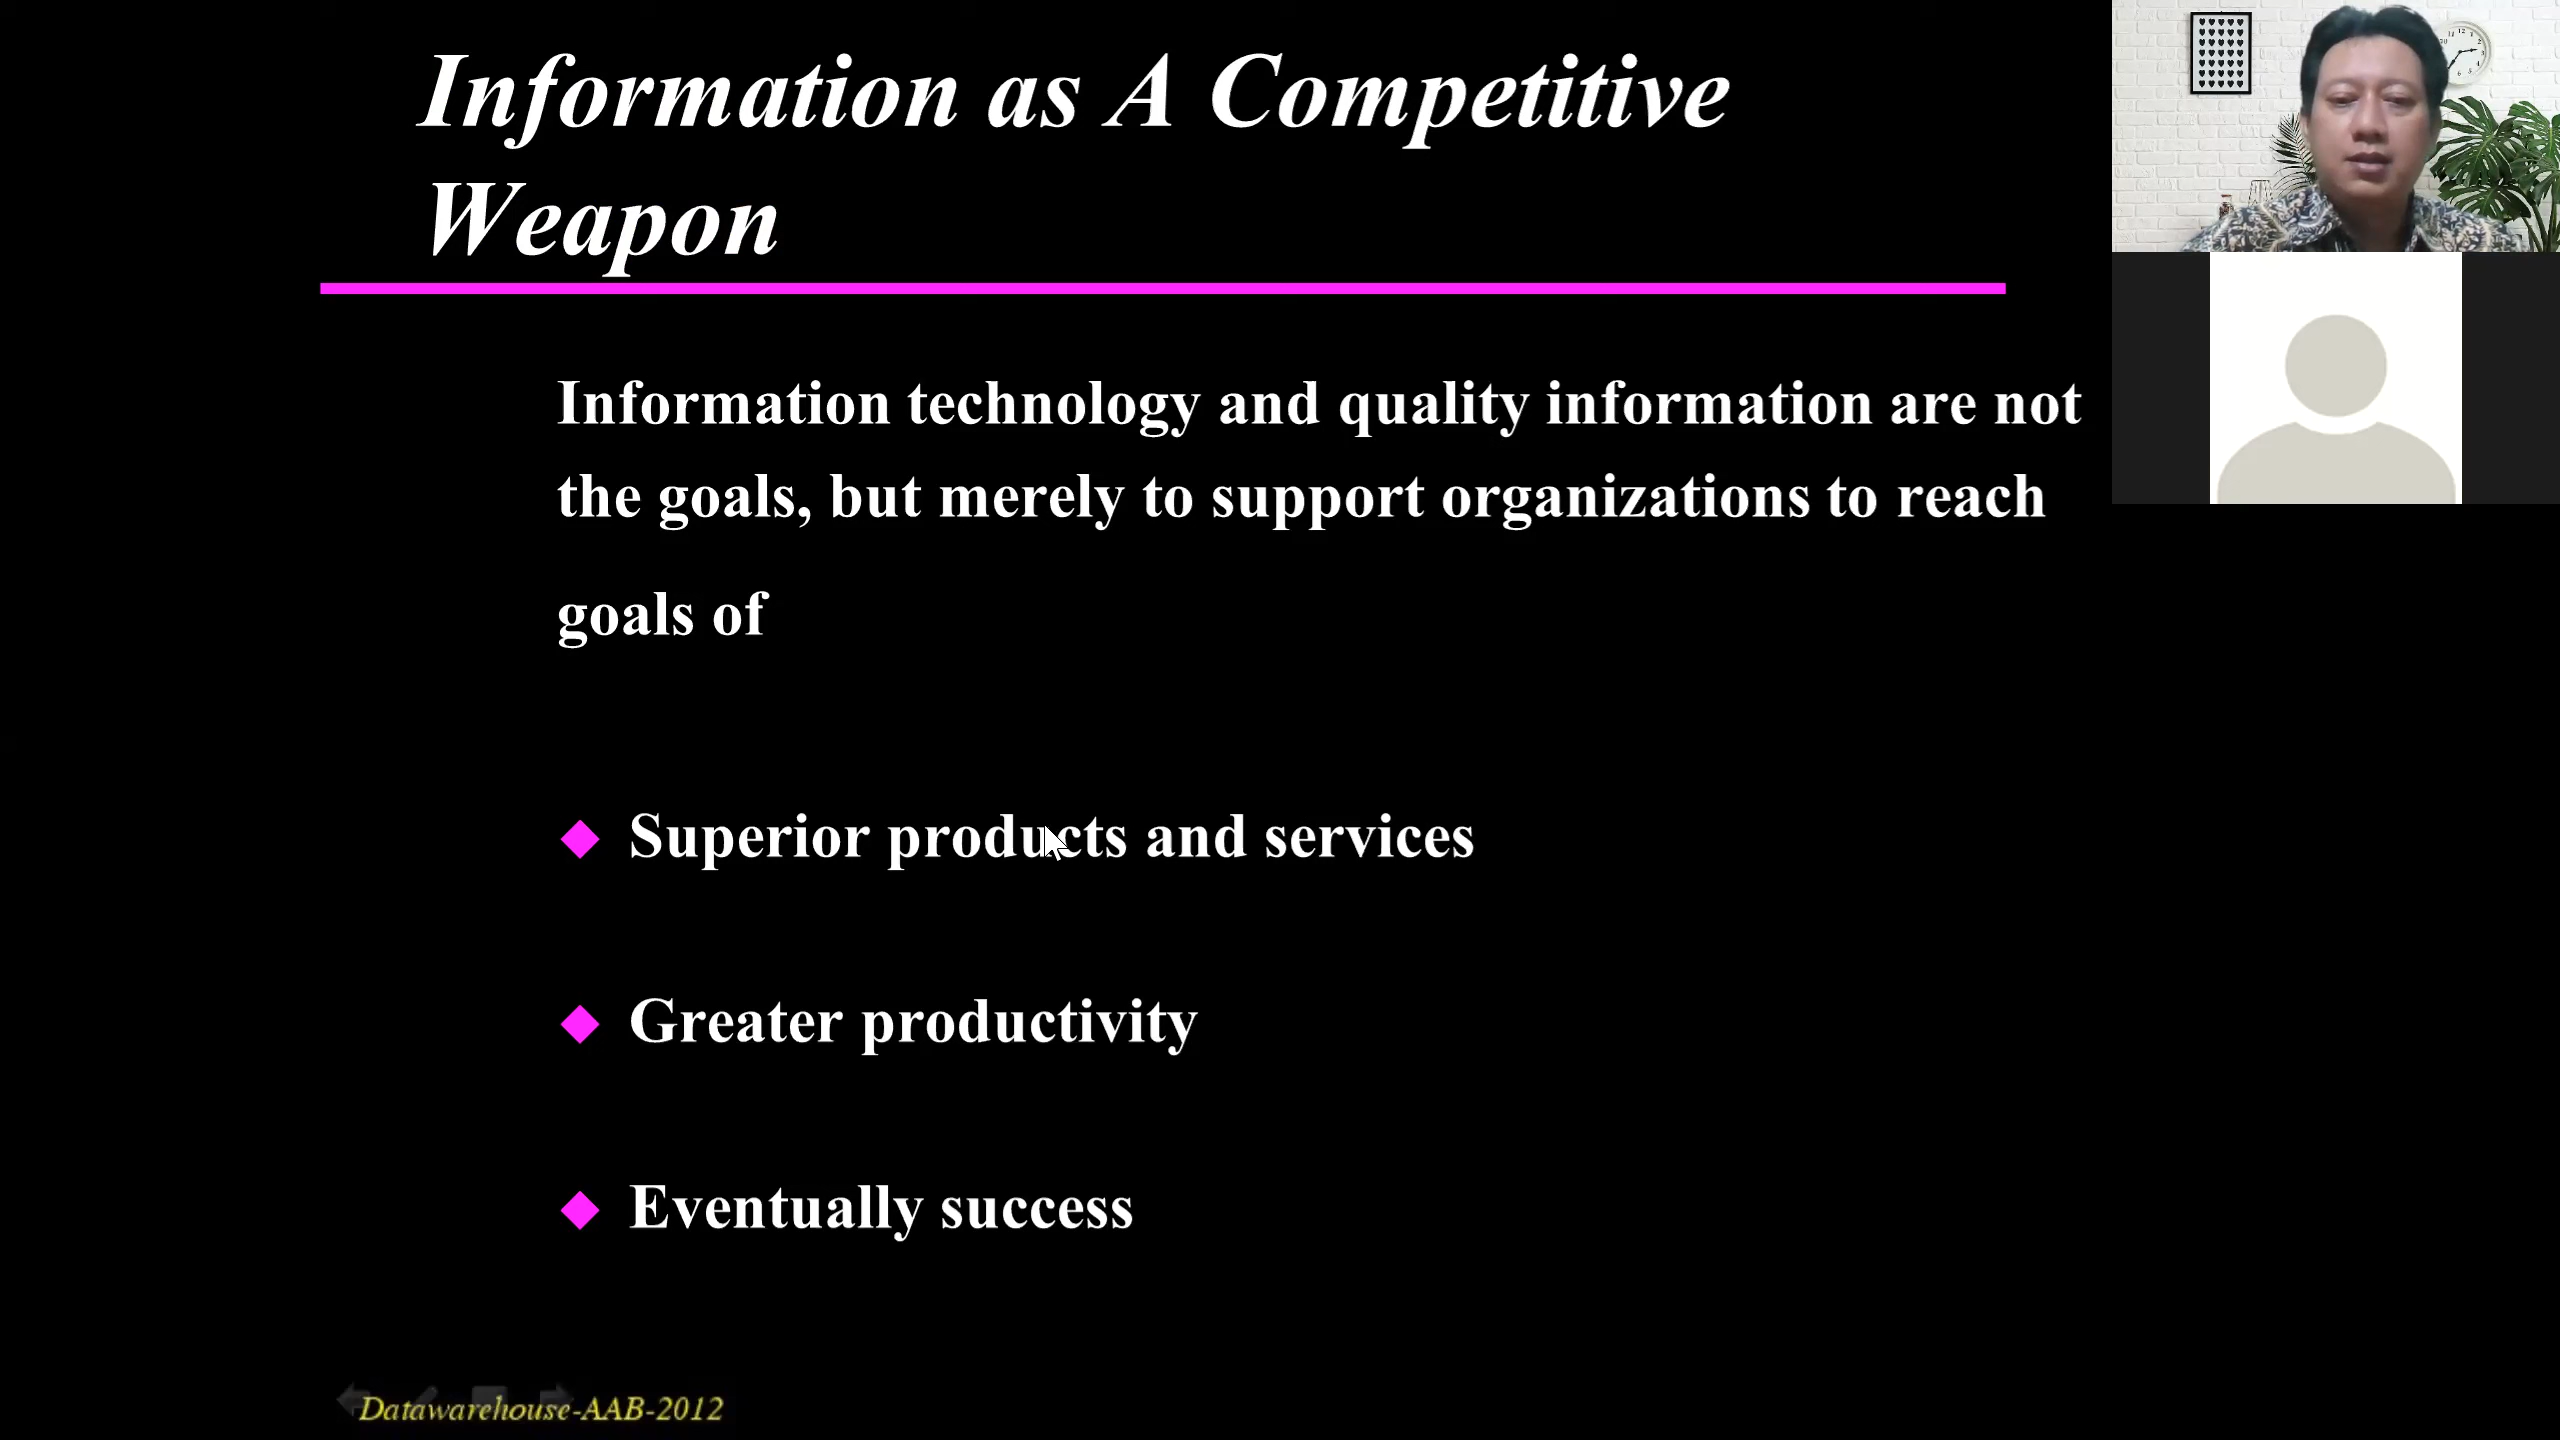 Information as A Competitive
Weapon
Information technology and quality information are not
the goals, but merely to support organizations to reach
goals of
Superior products and services
Greater productivity
Eventually success
Datawarehouse-AAB-2012